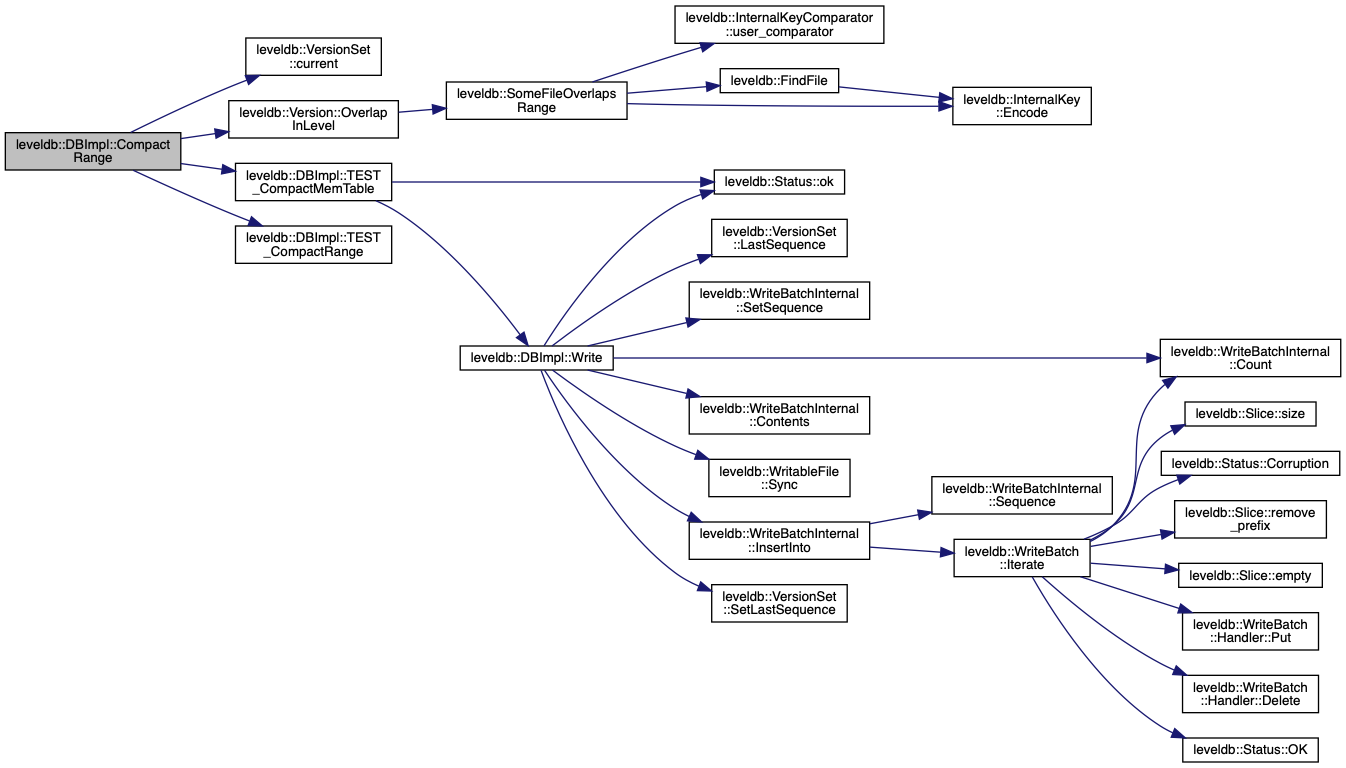 leveldb::DBImpl::Compact
Range
leveldb::VersionSet
::current
leveldb::Version::Overlap
InLevel
leveldb::DBImpl::TEST
_CompactMemTable
leveldb::DBImpl::TEST
_CompactRange
leveldb::SomeFileOverlaps
Range
leveldb::InternalKeyComparator
::user_comparator
leveldb::FindFile
leveldb::InternalKey
::Encode
leveldb::Status::ok
leveldb::VersionSet
::LastSequence
leveldb::WriteBatchInternal
::SetSequence
leveldb::DBImpl::Write
leveldb::WriteBatchInternal
::Contents
leveldb::WritableFile
::Sync
leveldb::WriteBatchInternal
::InsertInto
leveldb::VersionSet
::SetLastSequence
leveldb::WriteBatchInternal
::Sequence
leveldb::WriteBatch
::Iterate
leveldb::WriteBatchInternal
::Count
leveldb::Slice::size
leveldb::Status::Corruption
leveldb::Slice::remove
_prefix
leveldb::Slice::empty
leveldb::WriteBatch
::Handler::Put
leveldb::WriteBatch
::Handler::Delete
leveldb::Status::OK